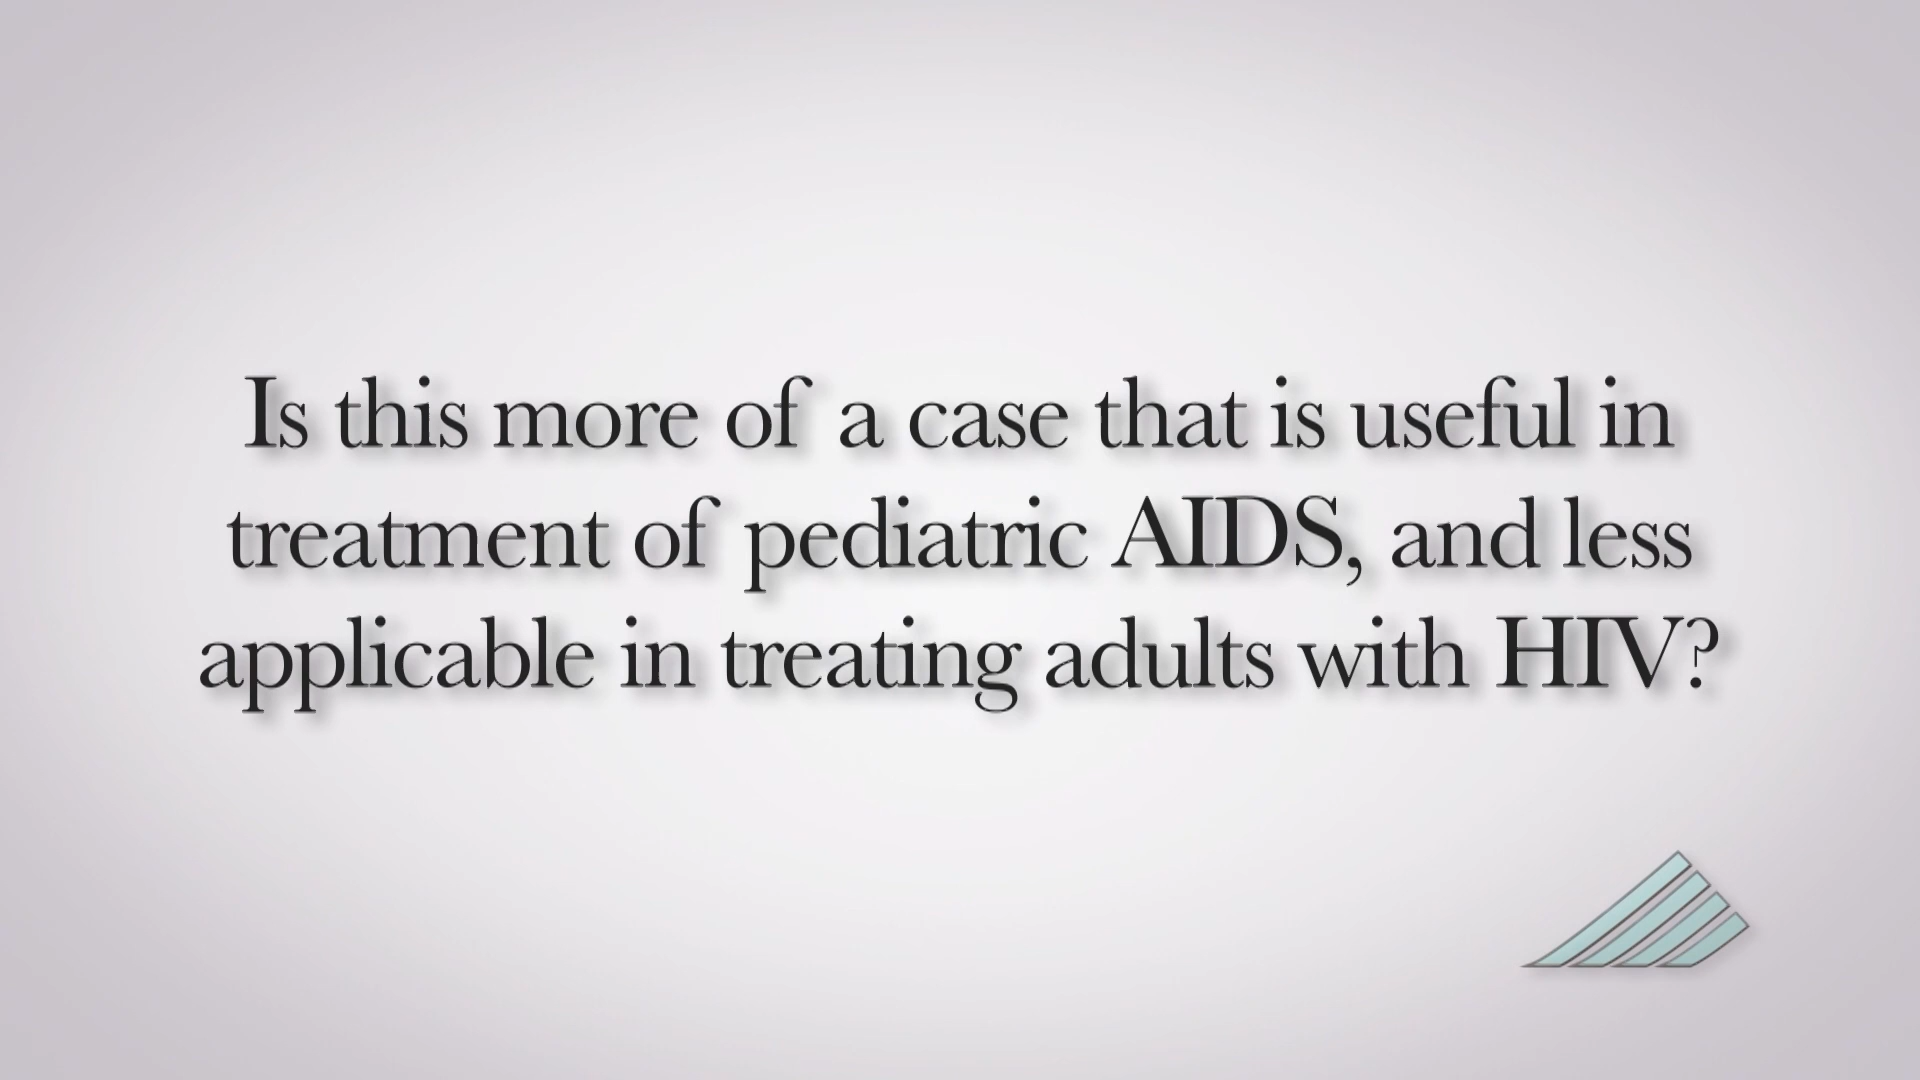 Is this more of a case that is useful in
treatment of pediatric AIDS, and less
applicable in treating adults with HIV?